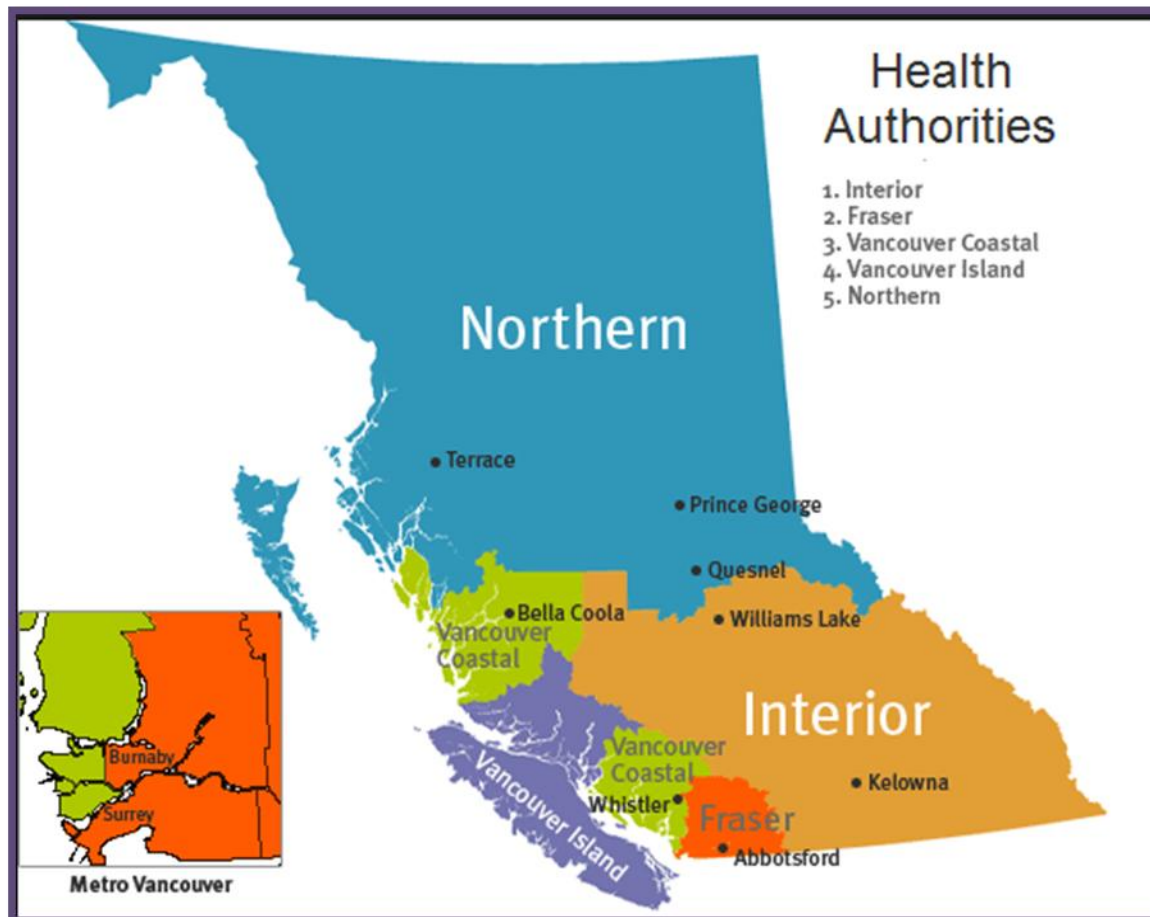 Health
Authorities
1. Interior
2. Fraser
3. Vancouver Coastal
4. Vancouver Island
5. Northern
Northern
Terrace
Prince George
Quesnel
Bella Coola
Williams Lake
Vancouver
Coastal
Interior
Vancouver
Coastal
Vancouver Island
Kelowna
Whistler
Fraser
Abbotsford
Burnaby
Surrey
Metro Vancouver